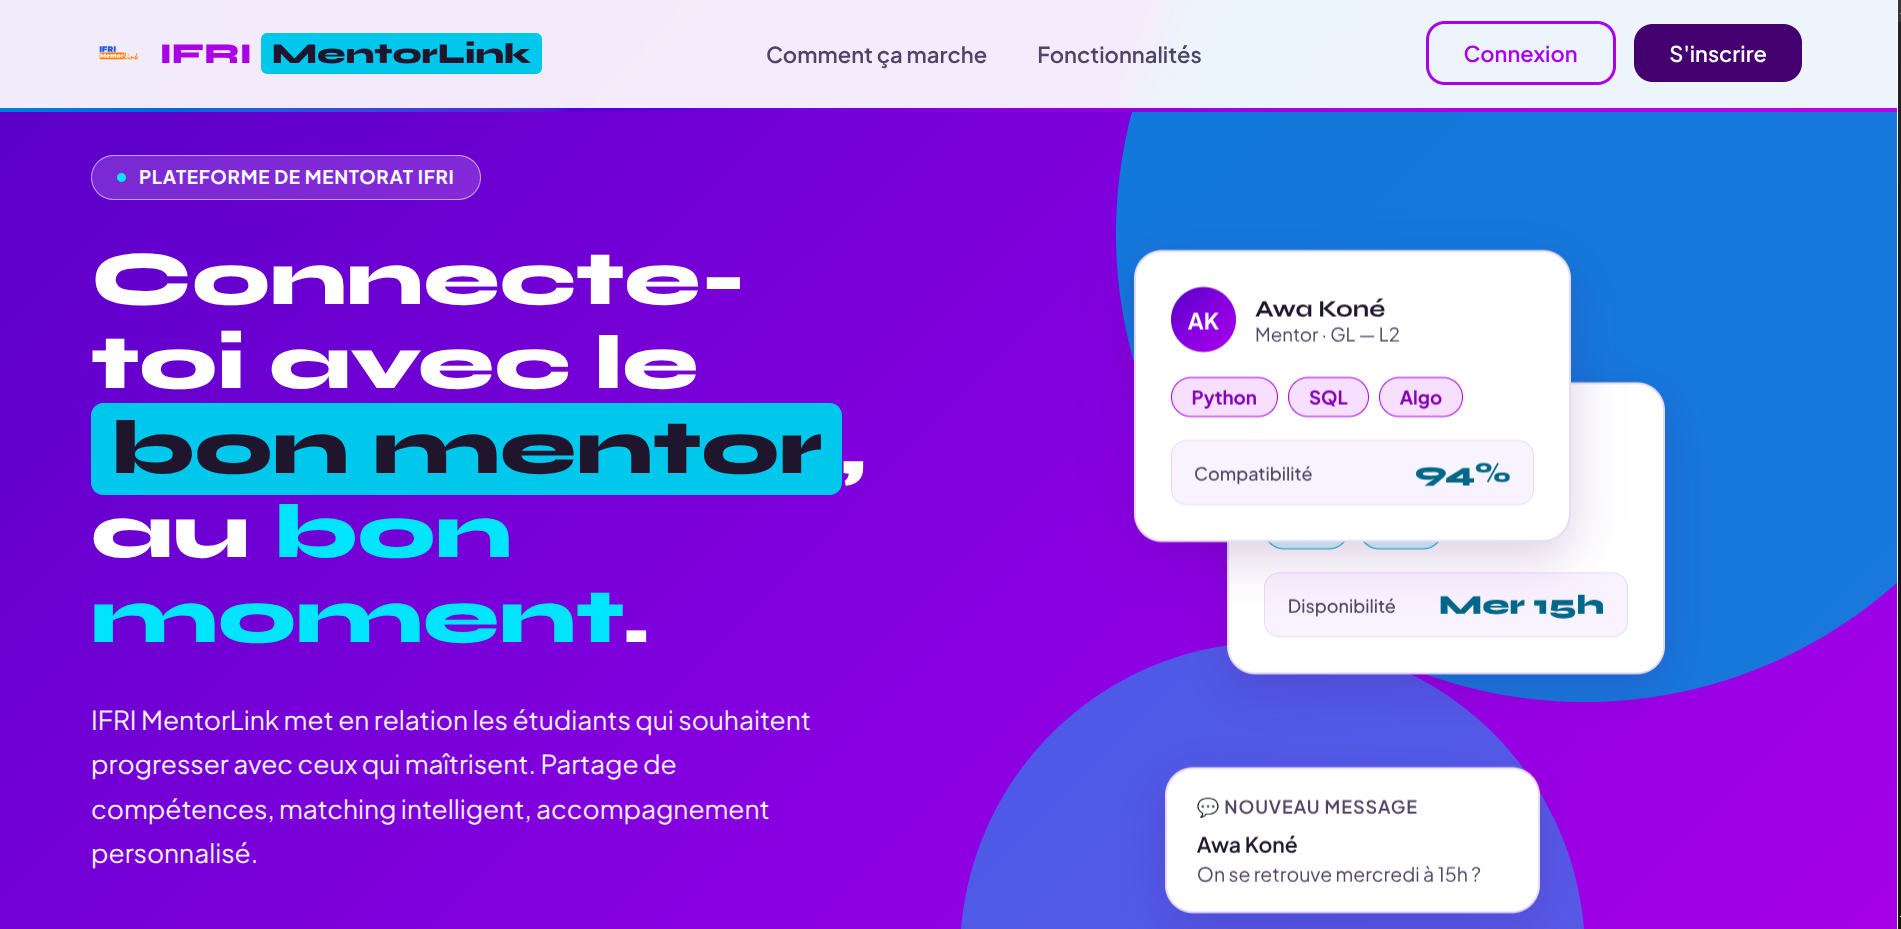 IFRI
MentorLink
IFRI MentorLink
Comment ça marche
Fonctionnalités
Connexion
S'inscrire
PLATEFORME DE MENTORAT IFRI
Connecte-
toi avec le
bon mentor,
au bon
moment.
IFRI MentorLink met en relation les étudiants qui souhaitent
progresser avec ceux qui maîtrisent. Partage de
compétences, matching intelligent, accompagnement
personnalisé.
AK
Awa Koné
Mentor · GL — L2
Python
SQL
Algo
Compatibilité
94%
Disponibilité
Mer 15h
💬 NOUVEAU MESSAGE
Awa Koné
On se retrouve mercredi à 15h ?